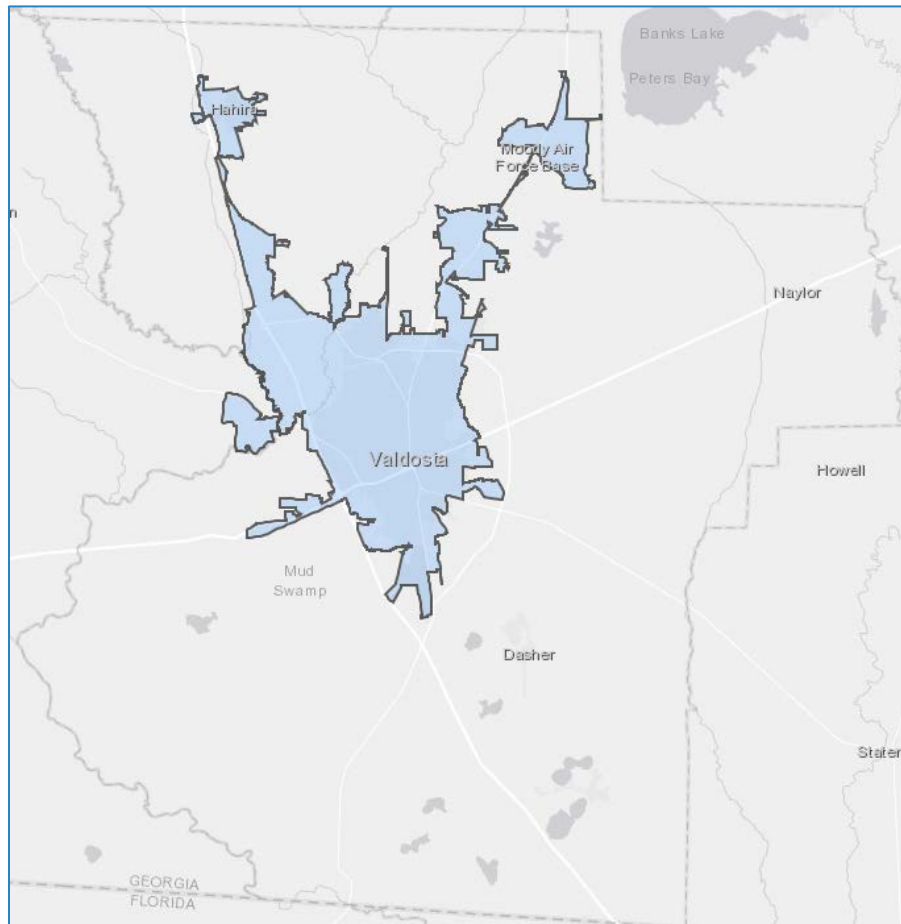 Banks Lake
Peters Bay
Hahira
Moody Air
Force Base
n
Naylor
Valdosta
Howell
Mud
Swamp
Dasher
Staten
GEORGIA
FLORIDA